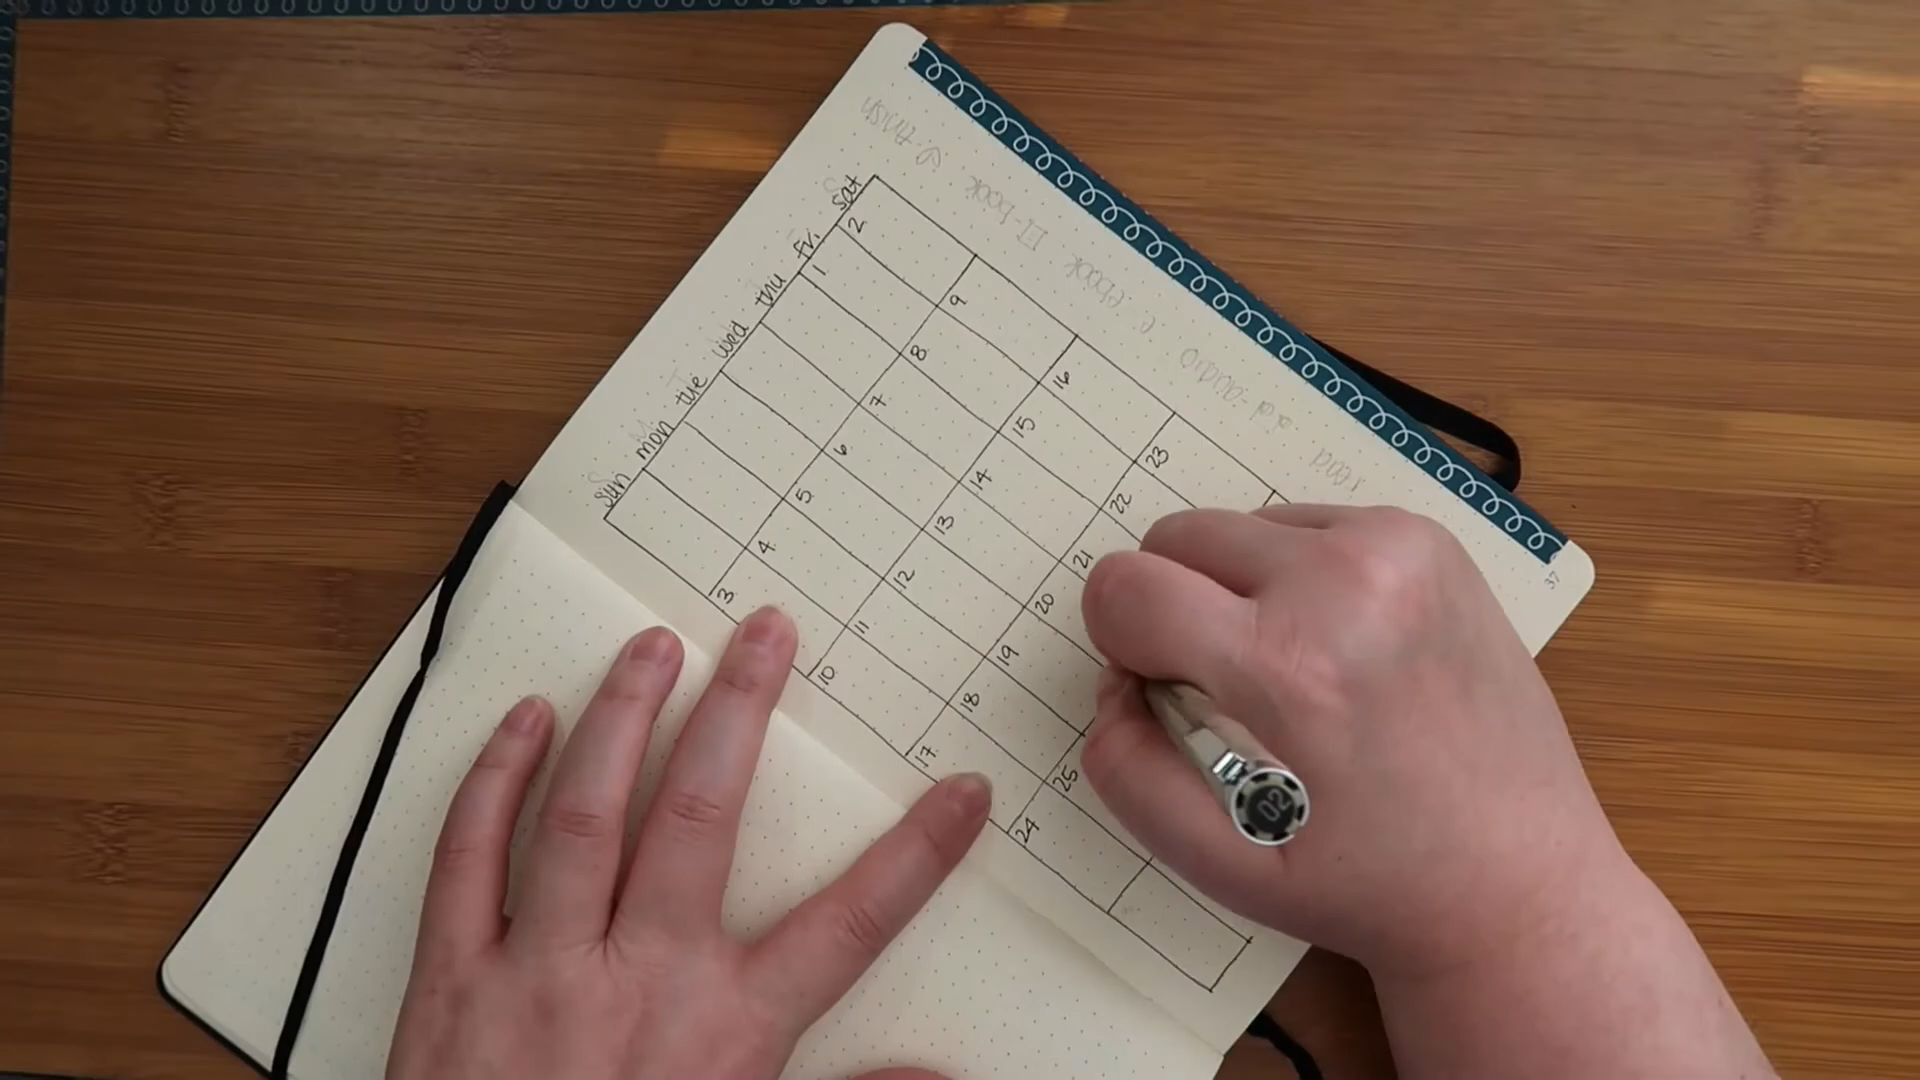 sun mon tue wed thu fri sat
1 2
3 4 5 6 7 8 9
10 11 12 13 14 15 16
17 18 19 20 21 22 23
24 25
read
audio
e ebook
book
finish
37
02